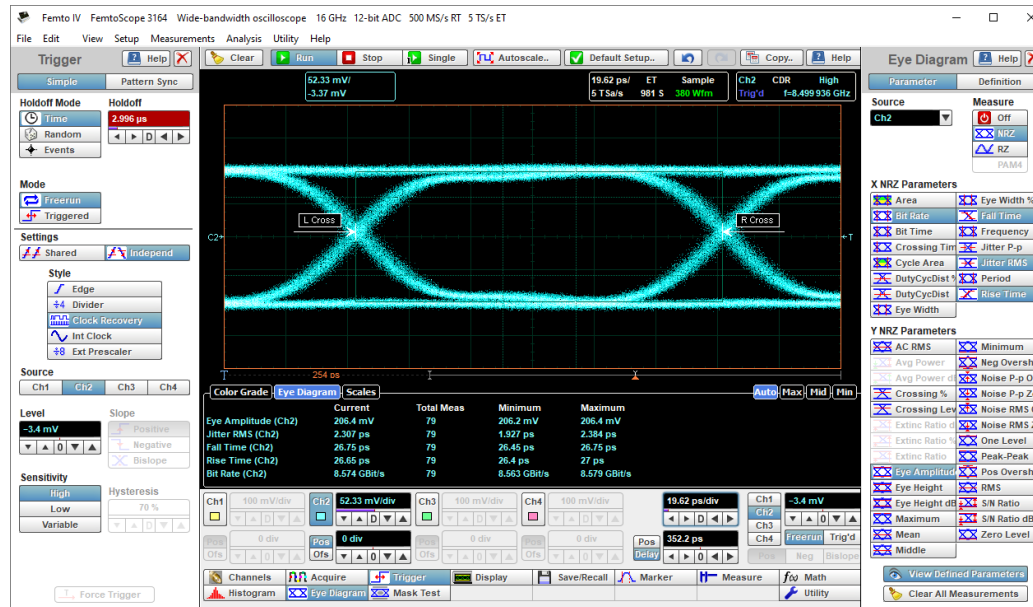 Femto IV FemtoScope 3164 Wide-bandwidth oscilloscope 16 GHz 12-bit ADC 500 MS/s RT 5 TS/s ET
File Edit View Setup Measurements Analysis Utility Help
Trigger Help
Simple Pattern Sync
Holdoff Mode Holdoff
Time 2.996 µs
Random
Events
Mode
Freerun
Triggered
Settings
Shared Independ
Style
Edge
÷4 Divider
Clock Recovery
Int Clock
÷8 Ext Prescaler
Source
Ch1 Ch2 Ch3 Ch4
Level Slope
-3.4 mV Positive
Negative
Bislope
Sensitivity
High Hysteresis
Low 70 %
Variable
Force Trigger
Clear Run Stop Single Autoscale.. Default Setup.. Copy.. Help
52.33 mV/
-3.37 mV
19.62 ps/ ET Sample
5 TSa/s 981 S 380 Wfm
Ch2 CDR High
Trig'd f=8.499 936 GHz
L Cross R Cross
C2 T
254 ps
Color Grade Eye Diagram Scales Auto Max Mid Min
Current Total Meas Minimum Maximum
Eye Amplitude (Ch2) 206.4 mV 79 206.2 mV 206.4 mV
Jitter RMS (Ch2) 2.307 ps 79 1.927 ps 2.384 ps
Fall Time (Ch2) 26.75 ps 79 26.45 ps 26.75 ps
Rise Time (Ch2) 26.65 ps 79 26.4 ps 27 ps
Bit Rate (Ch2) 8.574 GBit/s 79 8.563 GBit/s 8.579 GBit/s
Ch1 100 mV/div Ch2 52.33 mV/div Ch3 100 mV/div Ch4 100 mV/div 19.62 ps/div Ch1 -3.4 mV
Ch2
Ch3
Pos 0 div Pos 0 div Pos 0 div Pos 0 div Pos 352.2 ps Ch4 Freerun Trig'd
Ofs Ofs Ofs Ofs Delay Pos Neg Bislope
Channels Acquire Trigger Display Save/Recall Marker Measure Math
Histogram Eye Diagram Mask Test Utility
Eye Diagram Help
Parameter Definition
Source Measure
Ch2 Off
NRZ
RZ
PAM4
X NRZ Parameters
Area Eye Width %
Bit Rate Fall Time
Bit Time Frequency
Crossing Tim Jitter P-p
Cycle Area Jitter RMS
DutyCycDist % Period
DutyCycDist Rise Time
Eye Width
Y NRZ Parameters
AC RMS Minimum
Avg Power Neg Oversh
Avg Power d Noise P-p O
Crossing % Noise P-p Z
Crossing Lev Noise RMS
Extinc Ratio d Noise RMS
Extinc Ratio % One Level
Extinc Ratio Peak-Peak
Eye Amplitud Pos Oversh
Eye Height RMS
Eye Height dB S/N Ratio
Maximum S/N Ratio dB
Mean Zero Level
Middle
View Defined Parameters
Clear All Measurements